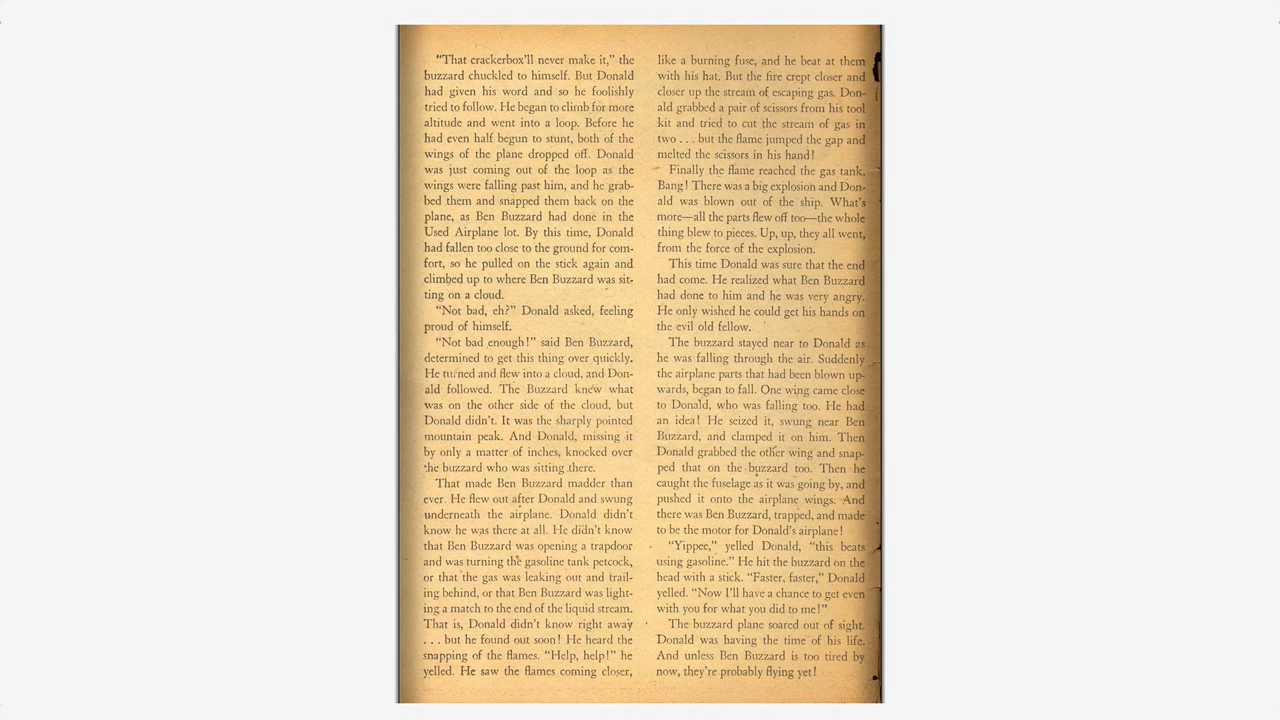 "That crackerbox'll never make it," the
buzzard chuckled to himself. But Donald
had given his word and so he foolishly
tried to follow. He began to climb for more
altitude and went into a loop. Before he
had even half begun to stunt, both of the
wings of the plane dropped off. Donald
was just coming out of the loop as the
wings were falling past him, and he grab-
bed them and snapped them back on the
plane, as Ben Buzzard had done in the
Used Airplane lot. By this time, Donald
had fallen too close to the ground for com-
fort, so he pulled on the stick again and
climbed up to where Ben Buzzard was sit-
ting on a cloud.
"Not bad, eh?" Donald asked, feeling
proud of himself.
"Not bad enough!" said Ben Buzzard,
determined to get this thing over quickly.
He turned and flew into a cloud, and Don-
ald followed. The Buzzard knew what
was on the other side of the cloud, but
Donald didn't. It was the sharply pointed
mountain peak. And Donald, missing it
by only a matter of inches, knocked over
the buzzard who was sitting there.
That made Ben Buzzard madder than
ever. He flew out after Donald and swung
underneath the airplane. Donald didn't
know he was there at all. He didn't know
that Ben Buzzard was opening a trapdoor
and was turning the gasoline tank petcock,
or that the gas was leaking out and trail-
ing behind, or that Ben Buzzard was light-
ing a match to the end of the liquid stream.
That is, Donald didn't know right away
. . . but he found out soon! He heard the
snapping of the flames. "Help, help!" he
yelled. He saw the flames coming closer,
like a burning fuse, and he beat at them
with his hat. But the fire crept closer and
closer up the stream of escaping gas. Don-
ald grabbed a pair of scissors from his tool
kit and tried to cut the stream of gas in
two . . . but the flame jumped the gap and
melted the scissors in his hand!
Finally the flame reached the gas tank.
Bang! There was a big explosion and Don-
ald was blown out of the ship. What's
more—all the parts flew off too—the whole
thing blew to pieces. Up, up, they all went,
from the force of the explosion.
This time Donald was sure that the end
had come. He realized what Ben Buzzard
had done to him and he was very angry.
He only wished he could get his hands on
the evil old fellow.
The buzzard stayed near to Donald as
he was falling through the air. Suddenly
the airplane parts that had been blown up-
wards, began to fall. One wing came close
to Donald, who was falling too. He had
an idea! He seized it, swung near Ben
Buzzard, and clamped it on him. Then
Donald grabbed the other wing and snap-
ped that on the buzzard too. Then he
caught the fuselage as it was going by, and
pushed it onto the airplane wings. And
there was Ben Buzzard, trapped, and made
to be the motor for Donald's airplane!
"Yippee," yelled Donald, "this beats
using gasoline." He hit the buzzard on the
head with a stick. "Faster, faster," Donald
yelled. "Now I'll have a chance to get even
with you for what you did to me!"
The buzzard plane soared out of sight.
Donald was having the time of his life.
And unless Ben Buzzard is too tired by
now, they're probably flying yet!